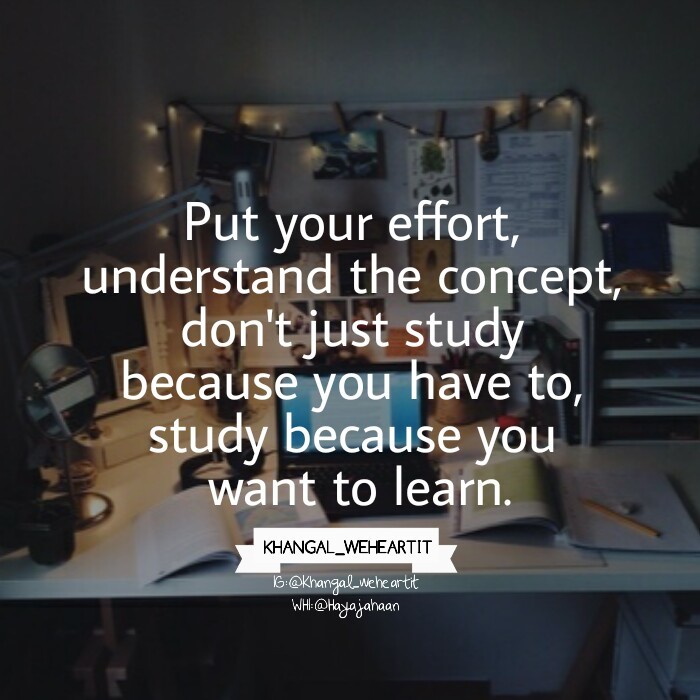 Put your effort,
understand the concept,
don't just study
because you have to,
study because you
want to learn.
KHANGAL_WEHEARTIT
IG:@Khangal_weheartit
WHI:@Hayajahaan